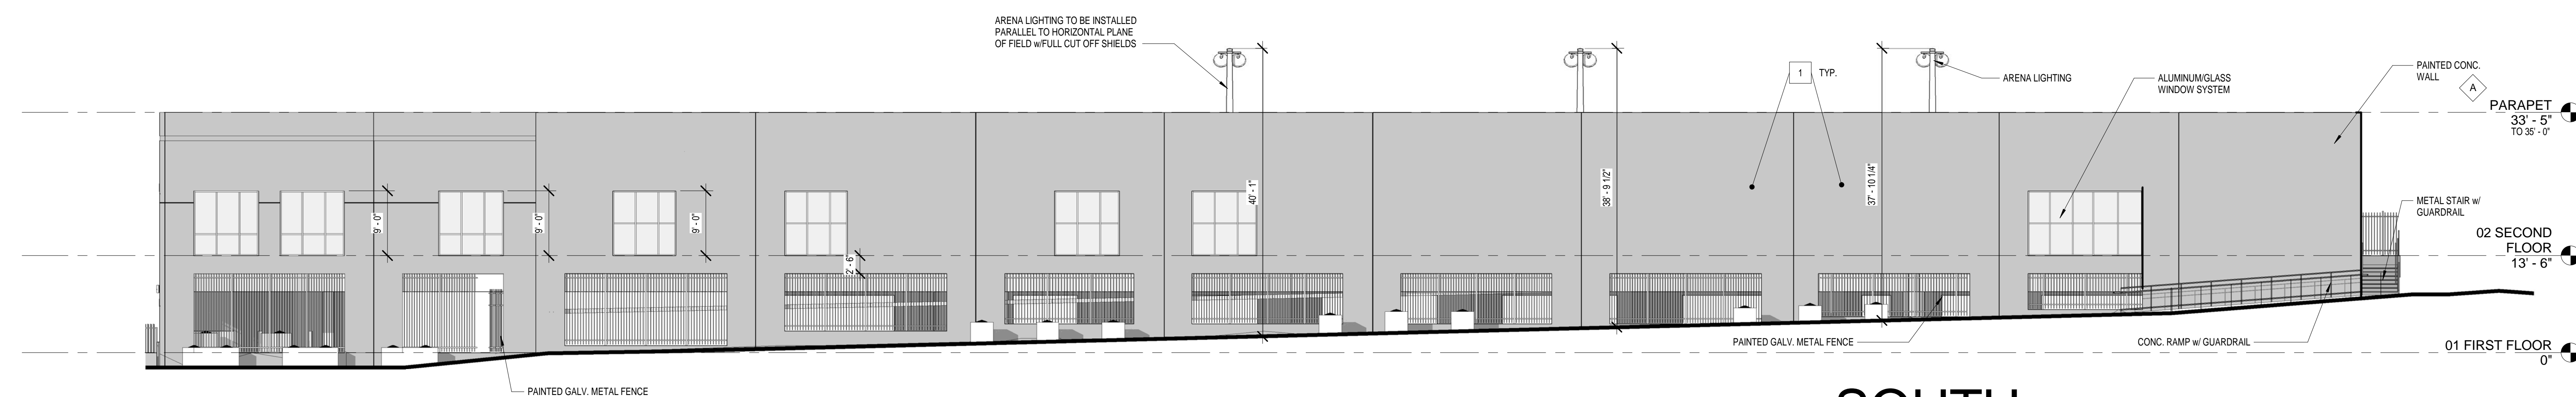 ARENA LIGHTING TO BE INSTALLED
PARALLEL TO HORIZONTAL PLANE
OF FIELD w/FULL CUT OFF SHIELDS
1 TYP.
ARENA LIGHTING
ALUMINUM/GLASS
WINDOW SYSTEM
PAINTED CONC.
WALL
A
PARAPET
33' - 5"
TO 35' - 0"
9' - 0"
9' - 0"
9' - 0"
2' - 6"
40' - 1"
38' - 9 1/2"
37' - 10 1/4"
METAL STAIR w/
GUARDRAIL
02 SECOND
FLOOR
13' - 6"
PAINTED GALV. METAL FENCE
CONC. RAMP w/ GUARDRAIL
01 FIRST FLOOR
0"
PAINTED GALV. METAL FENCE
SOUTH